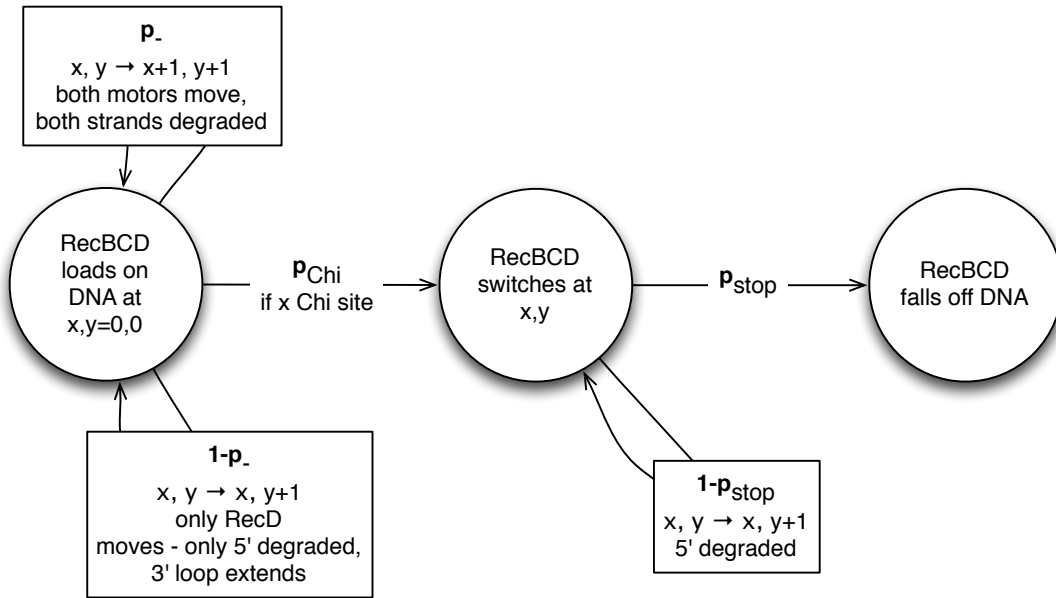 p-
x, y → x+1, y+1
both motors move,
both strands degraded
RecBCD
loads on
DNA at
x,y=0,0
pChi
if x Chi site
RecBCD
switches at
x,y
pstop
RecBCD
falls off DNA
1-p-
x, y → x, y+1
only RecD
moves - only 5' degraded,
3' loop extends
1-pstop
x, y → x, y+1
5' degraded